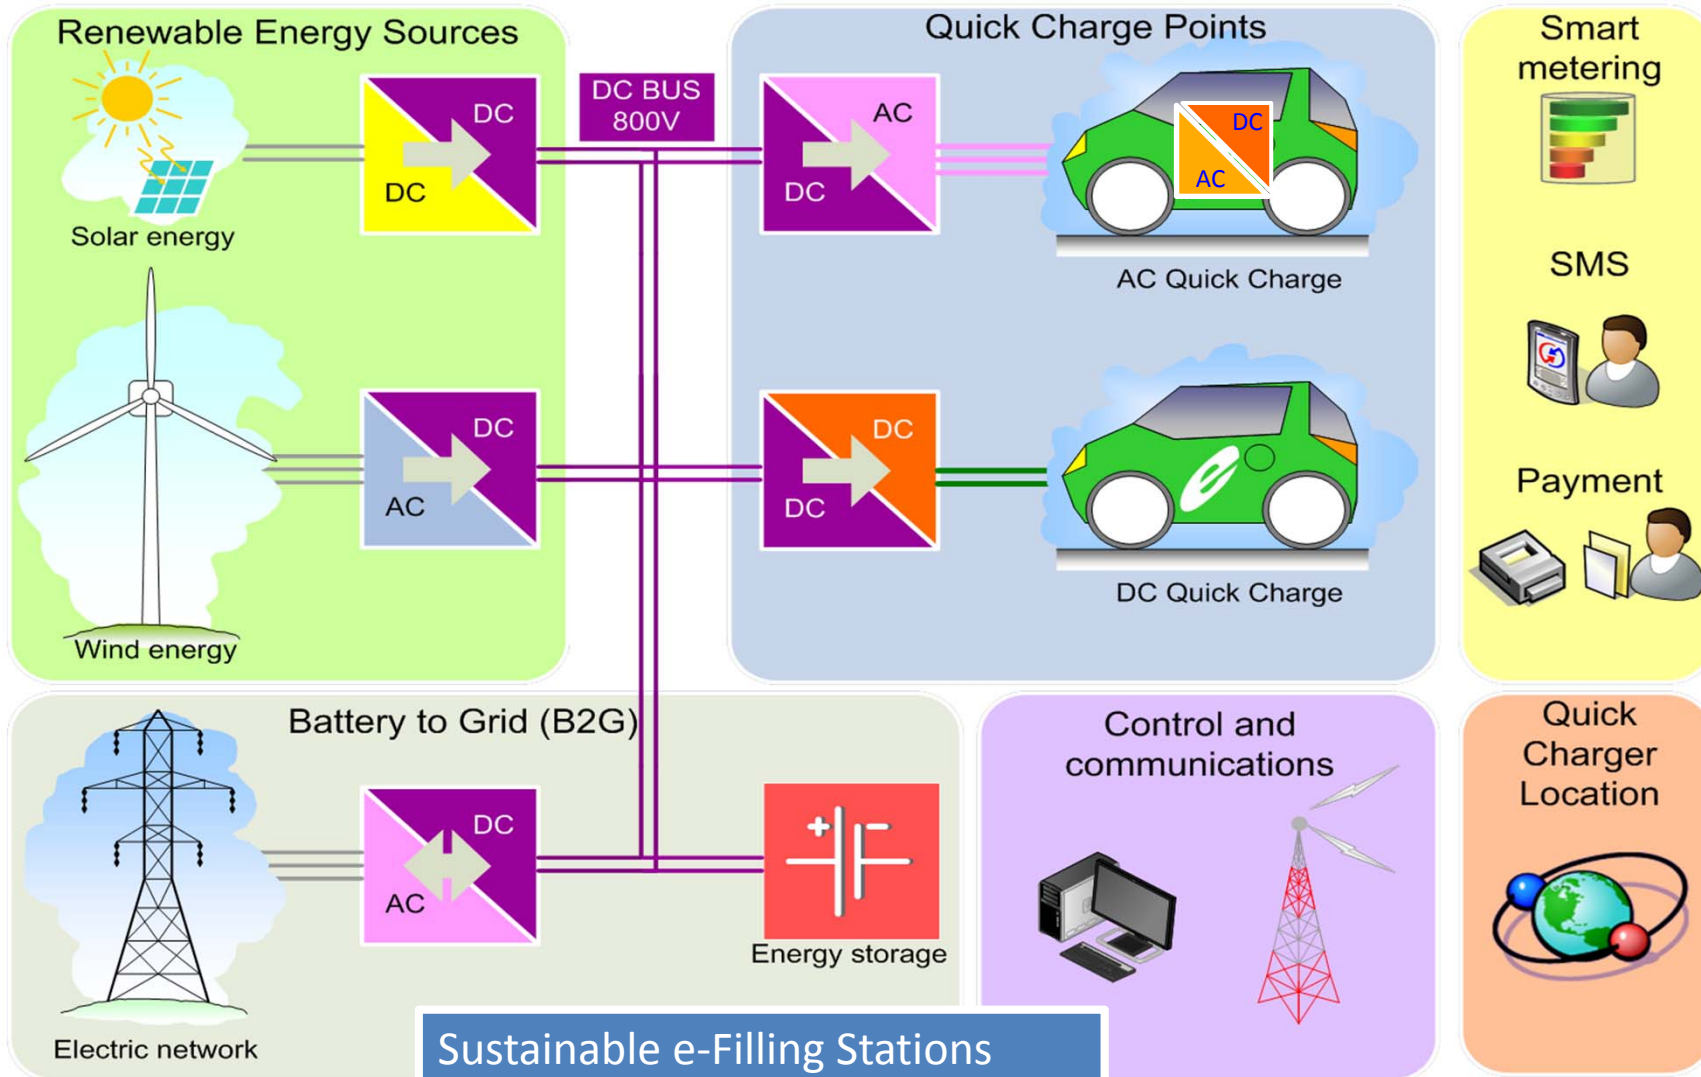 Renewable Energy Sources
DC
DC
Solar energy
DC
AC
Wind energy
DC BUS
800V
Quick Charge Points
AC
DC
DC
AC
AC Quick Charge
DC
DC
DC Quick Charge
Smart
metering
SMS
Payment
Battery to Grid (B2G)
DC
AC
Electric network
Energy storage
Control and
communications
Quick
Charger
Location
Sustainable e-Filling Stations